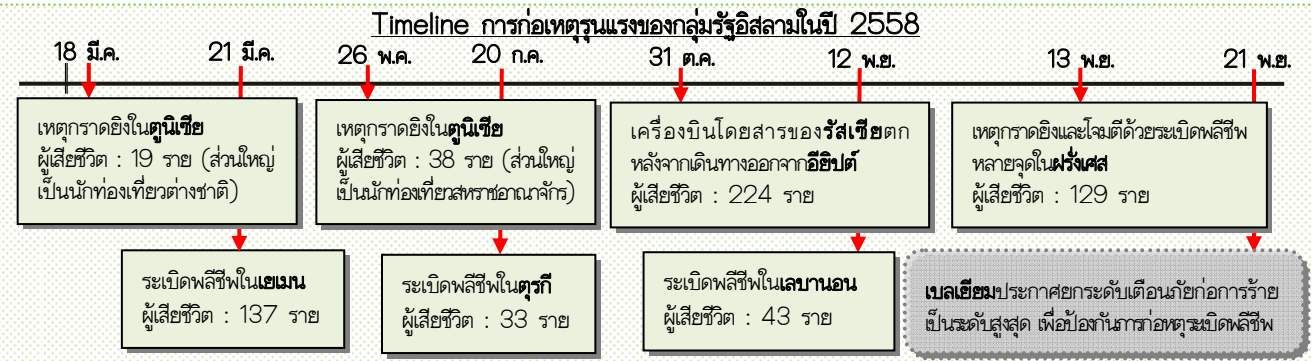 Timeline การก่อเหตุรุนแรงของกลุ่มรัฐอิสลามในปี 2558
18 มี.ค.
21 มี.ค.
26 พ.ค.
20 ก.ค.
31 ต.ค.
12 พ.ย.
13 พ.ย.
21 พ.ย.
เหตุกราดยิงในตูนิเซีย
ผู้เสียชีวิต : 19 ราย (ส่วนใหญ่
เป็นนักท่องเที่ยวต่างชาติ)
เหตุกราดยิงในตูนิเซีย
ผู้เสียชีวิต : 38 ราย (ส่วนใหญ่
เป็นนักท่องเที่ยวสหราชอาณาจักร)
เครื่องบินโดยสารของรัสเซียตก
หลังจากเดินทางออกจากอียิปต์
ผู้เสียชีวิต : 224 ราย
เหตุกราดยิงและโจมตีด้วยระเบิดพลีชีพ
หลายจุดในฝรั่งเศส
ผู้เสียชีวิต : 129 ราย
ระเบิดพลีชีพในเยเมน
ผู้เสียชีวิต : 137 ราย
ระเบิดพลีชีพในตุรกี
ผู้เสียชีวิต : 33 ราย
ระเบิดพลีชีพในเลบานอน
ผู้เสียชีวิต : 43 ราย
เบลเยียมประกาศยกระดับเตือนภัยก่อการร้าย
เป็นระดับสูงสุด เพื่อป้องกันการก่อหตุระเบิดพลีชีพ